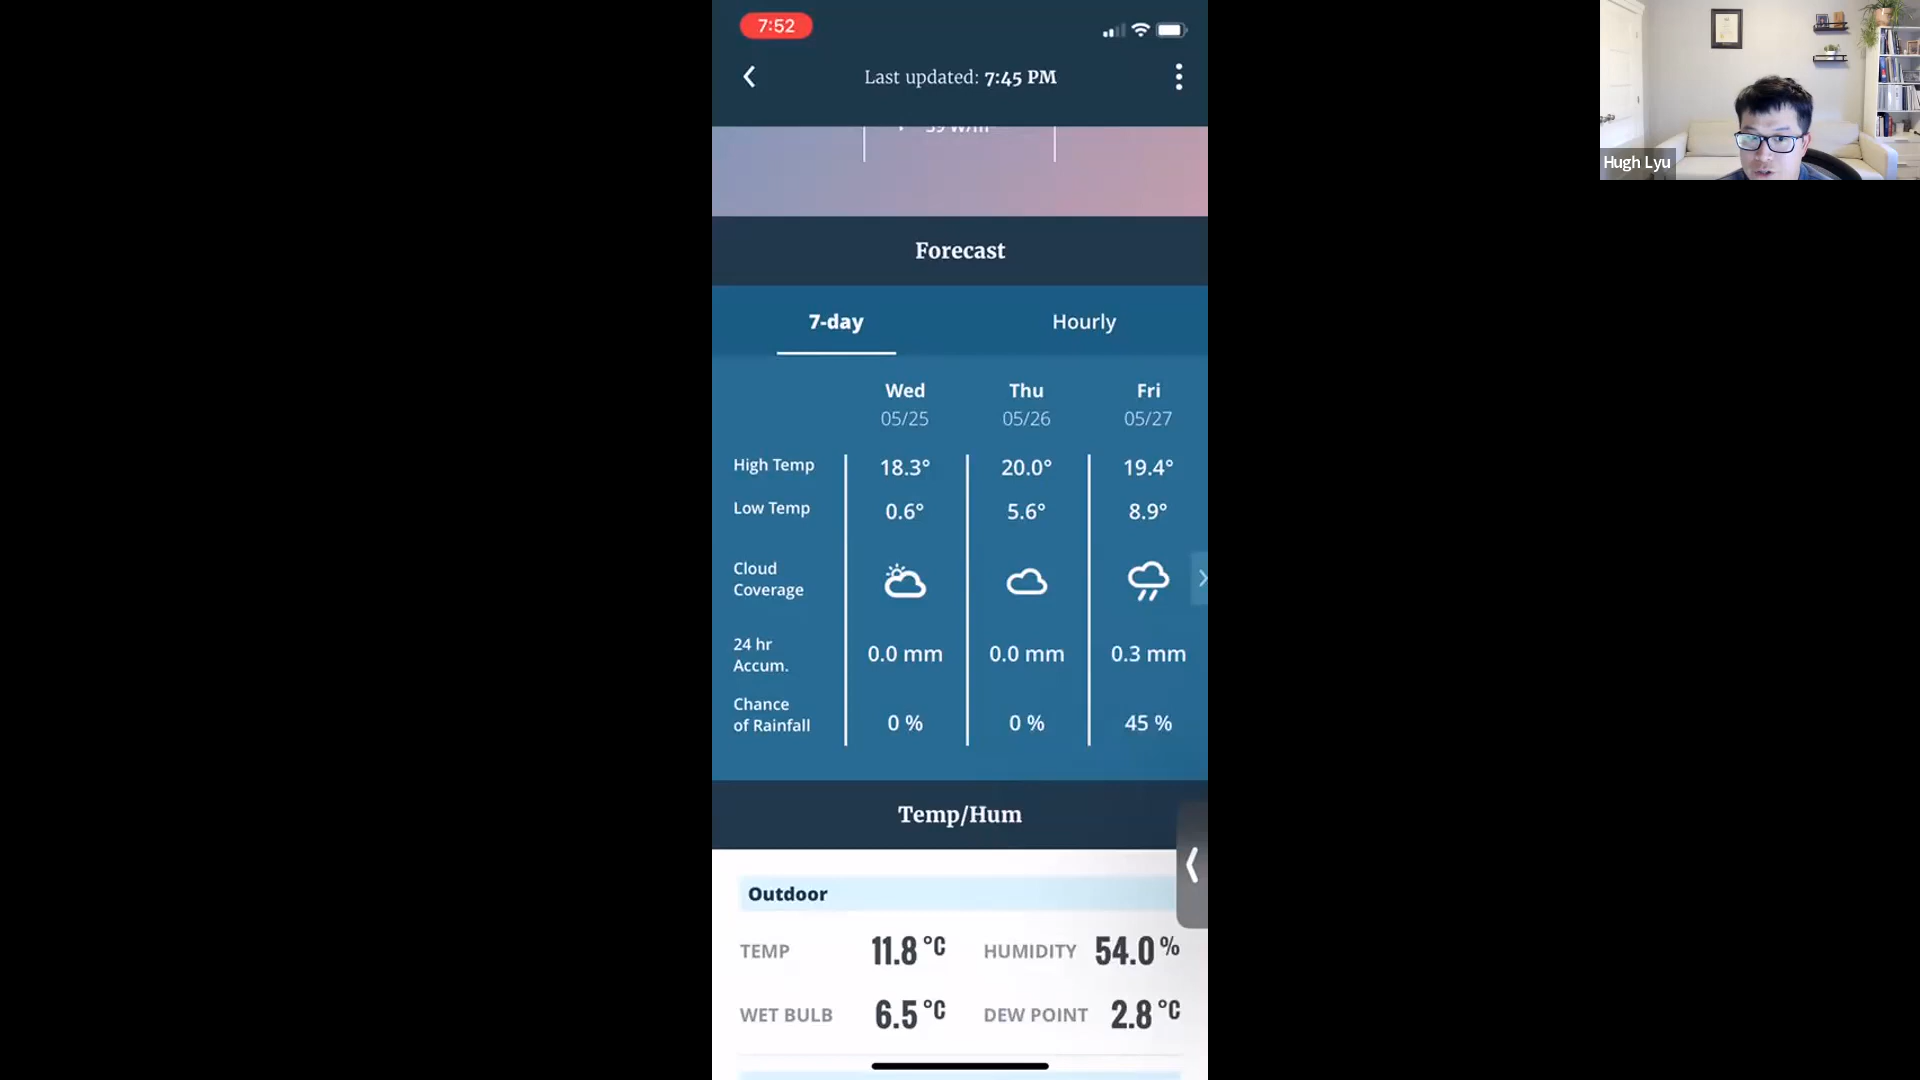 7:52
Last updated: 7:45 PM
39 W/m²
Forecast
7-day Hourly
Wed Thu Fri
05/25 05/26 05/27
High Temp 18.3° 20.0° 19.4°
Low Temp 0.6° 5.6° 8.9°
Cloud
Coverage
24 hr
Accum. 0.0 mm 0.0 mm 0.3 mm
Chance
of Rainfall 0 % 0 % 45 %
Temp/Hum
Outdoor
TEMP 11.8 °C HUMIDITY 54.0 %
WET BULB 6.5 °C DEW POINT 2.8 °C
Hugh Lyu